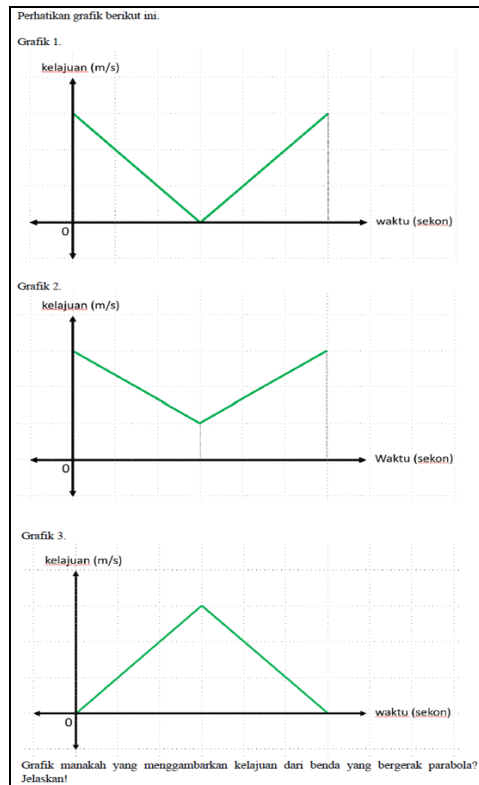 Perhatikan grafik berikut ini.
Grafik 1.
kelajuan (m/s)
waktu (sekon)
0
Grafik 2.
kelajuan (m/s)
Waktu (sekon)
0
Grafik 3.
kelajuan (m/s)
waktu (sekon)
0
Grafik manakah yang menggambarkan kelajuan dari benda yang bergerak parabola?
Jelaskan!